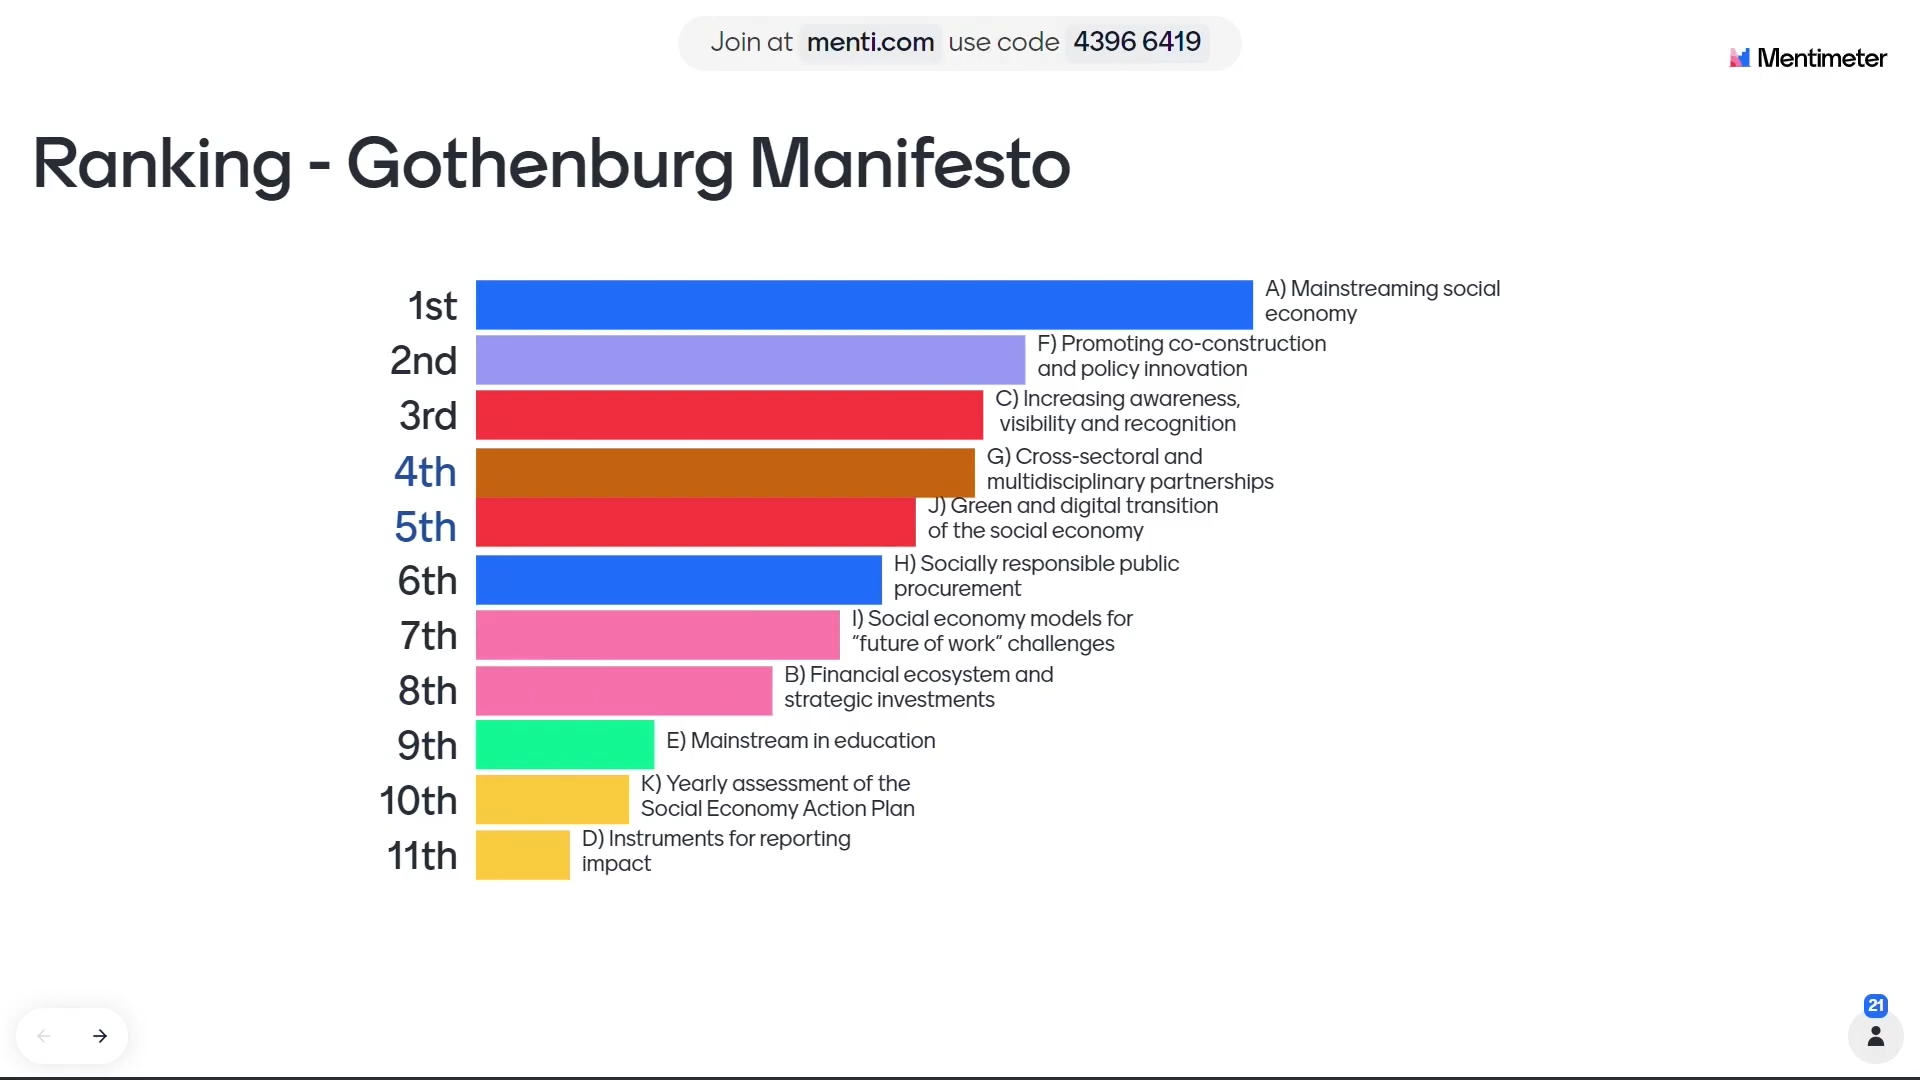 Join at menti.com use code 4396 6419
Mentimeter
Ranking - Gothenburg Manifesto
1st
A) Mainstreaming social
economy
2nd
F) Promoting co-construction
and policy innovation
3rd
C) Increasing awareness,
visibility and recognition
4th
G) Cross-sectoral and
multidisciplinary partnerships
5th
J) Green and digital transition
of the social economy
6th
H) Socially responsible public
procurement
7th
I) Social economy models for
"future of work" challenges
8th
B) Financial ecosystem and
strategic investments
9th
E) Mainstream in education
10th
K) Yearly assessment of the
Social Economy Action Plan
11th
D) Instruments for reporting
impact
21